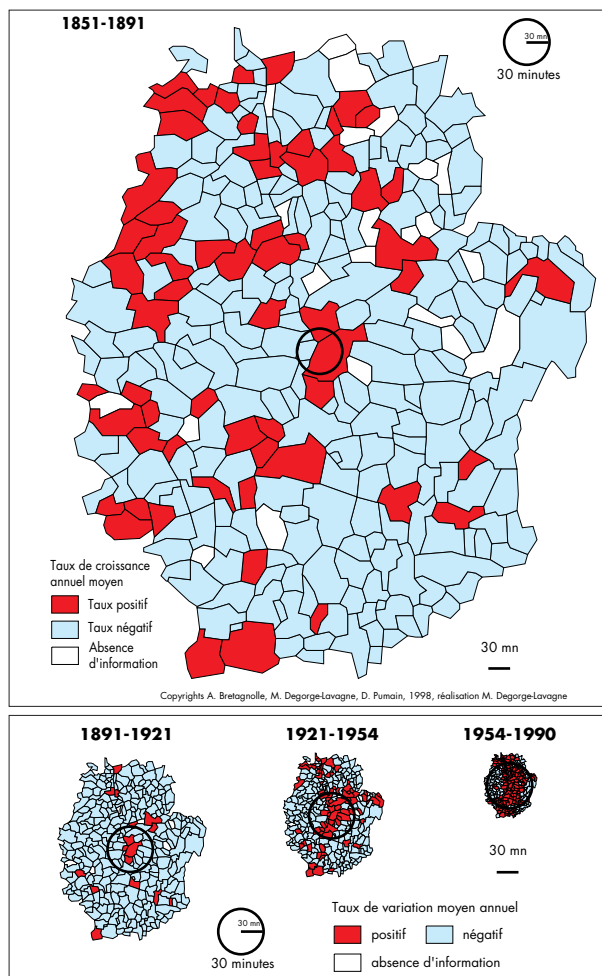 1851-1891
30 mn
30 minutes
Taux de croissance
annuel moyen
Taux positif
Taux négatif
Absence
d'information
30 mn
Copyrights A. Bretagnolle, M. Degorge-Lavagne, D. Pumain, 1998, réalisation M. Degorge-Lavagne
1891-1921
1921-1954
1954-1990
30 mn
30 mn
30 minutes
Taux de variation moyen annuel
positif
négatif
absence d'information